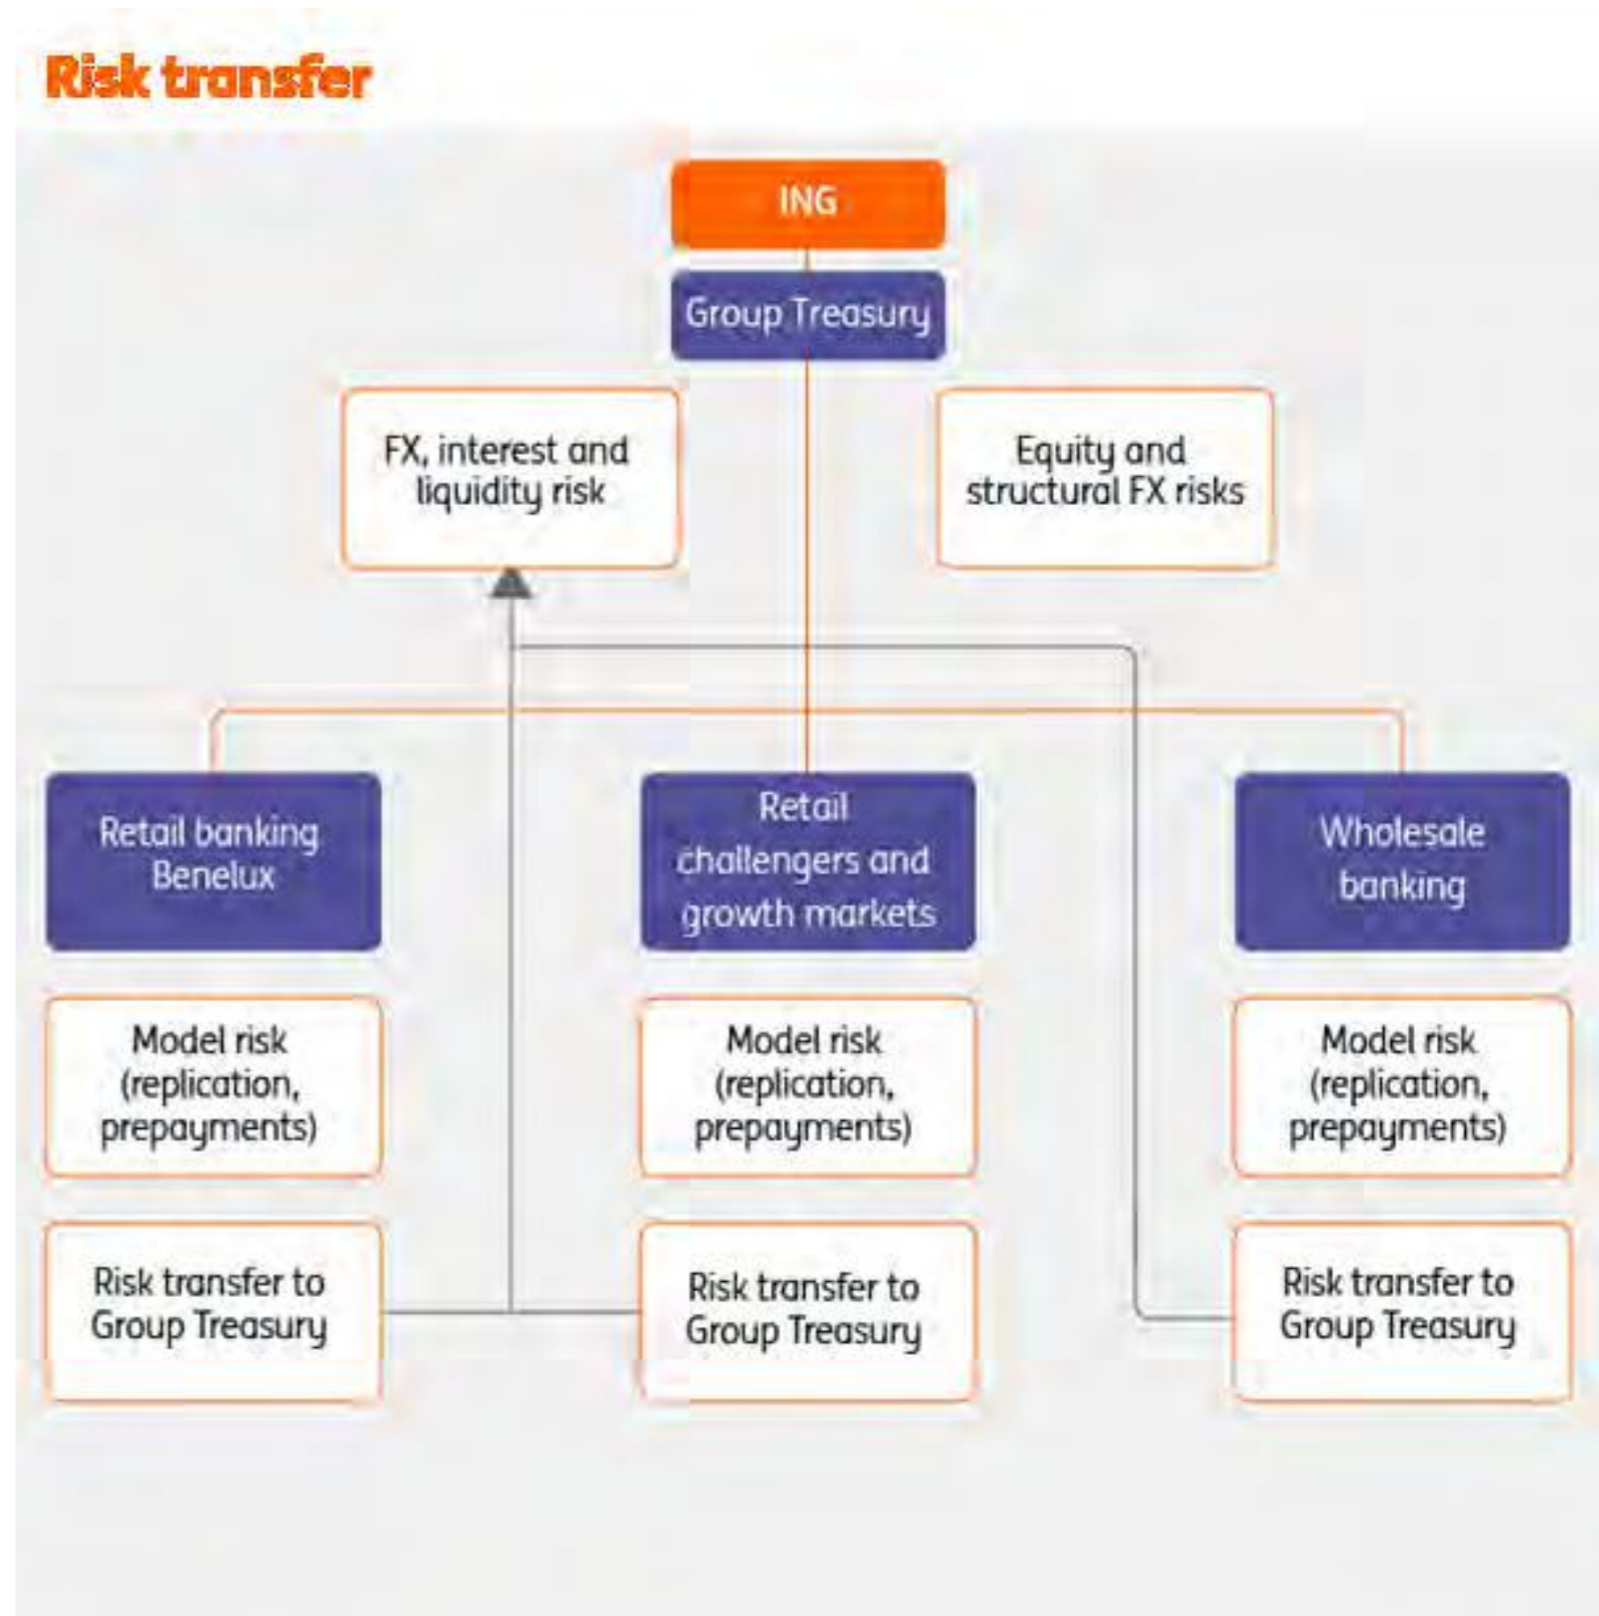 Risk transfer
ING
Group Treasury
FX, interest and
liquidity risk
Equity and
structural FX risks
Retail banking
Benelux
Retail
challengers and
growth markets
Wholesale
banking
Model risk
(replication,
prepayments)
Model risk
(replication,
prepayments)
Model risk
(replication,
prepayments)
Risk transfer to
Group Treasury
Risk transfer to
Group Treasury
Risk transfer to
Group Treasury